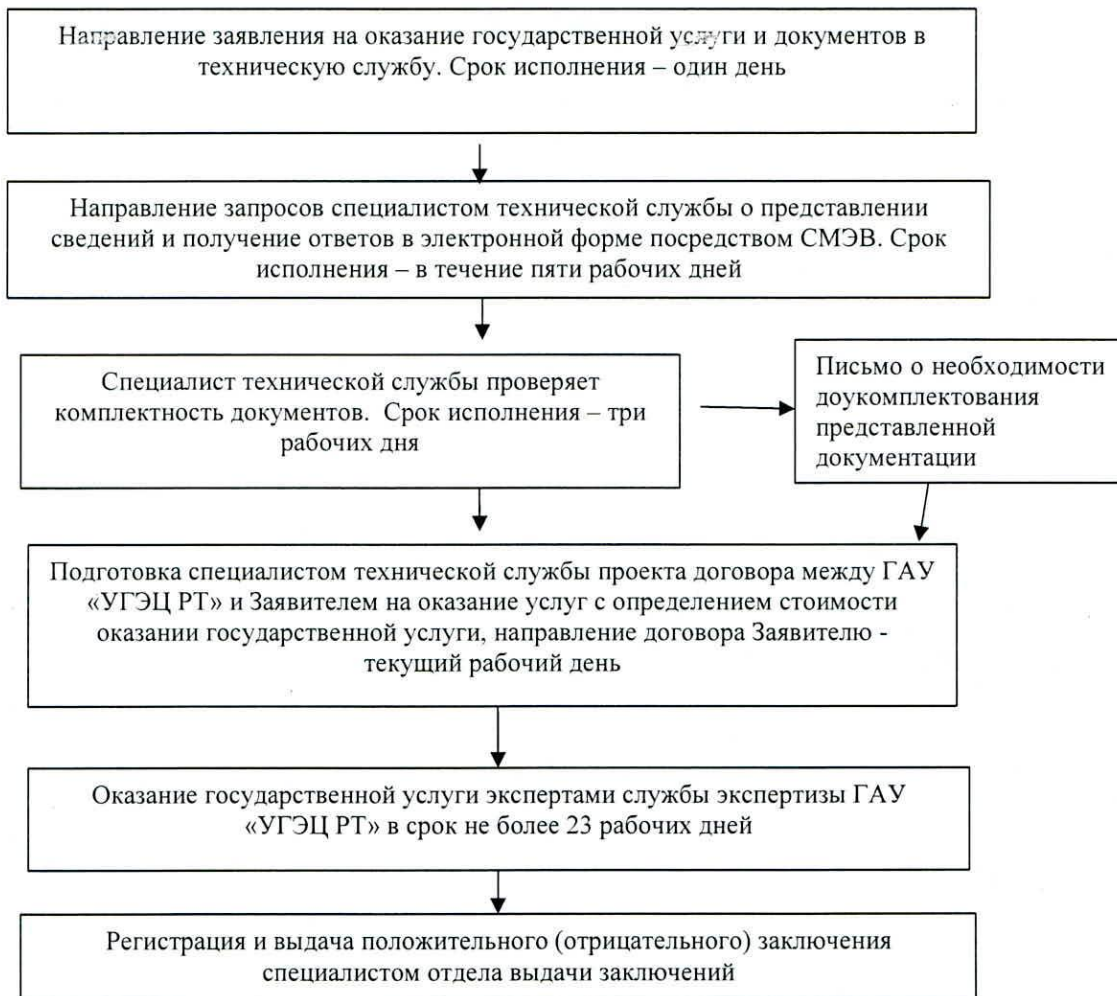 Направление заявления на оказание государственной услуги и документов в
техническую службу. Срок исполнения – один день
Направление запросов специалистом технической службы о представлении
сведений и получение ответов в электронной форме посредством СМЭВ. Срок
исполнения – в течение пяти рабочих дней
Специалист технической службы проверяет
комплектность документов. Срок исполнения – три
рабочих дня
Письмо о необходимости
доукомплектования
представленной
документации
Подготовка специалистом технической службы проекта договора между ГАУ
«УГЭЦ РТ» и Заявителем на оказание услуг с определением стоимости
оказании государственной услуги, направление договора Заявителю -
текущий рабочий день
Оказание государственной услуги экспертами службы экспертизы ГАУ
«УГЭЦ РТ» в срок не более 23 рабочих дней
Регистрация и выдача положительного (отрицательного) заключения
специалистом отдела выдачи заключений